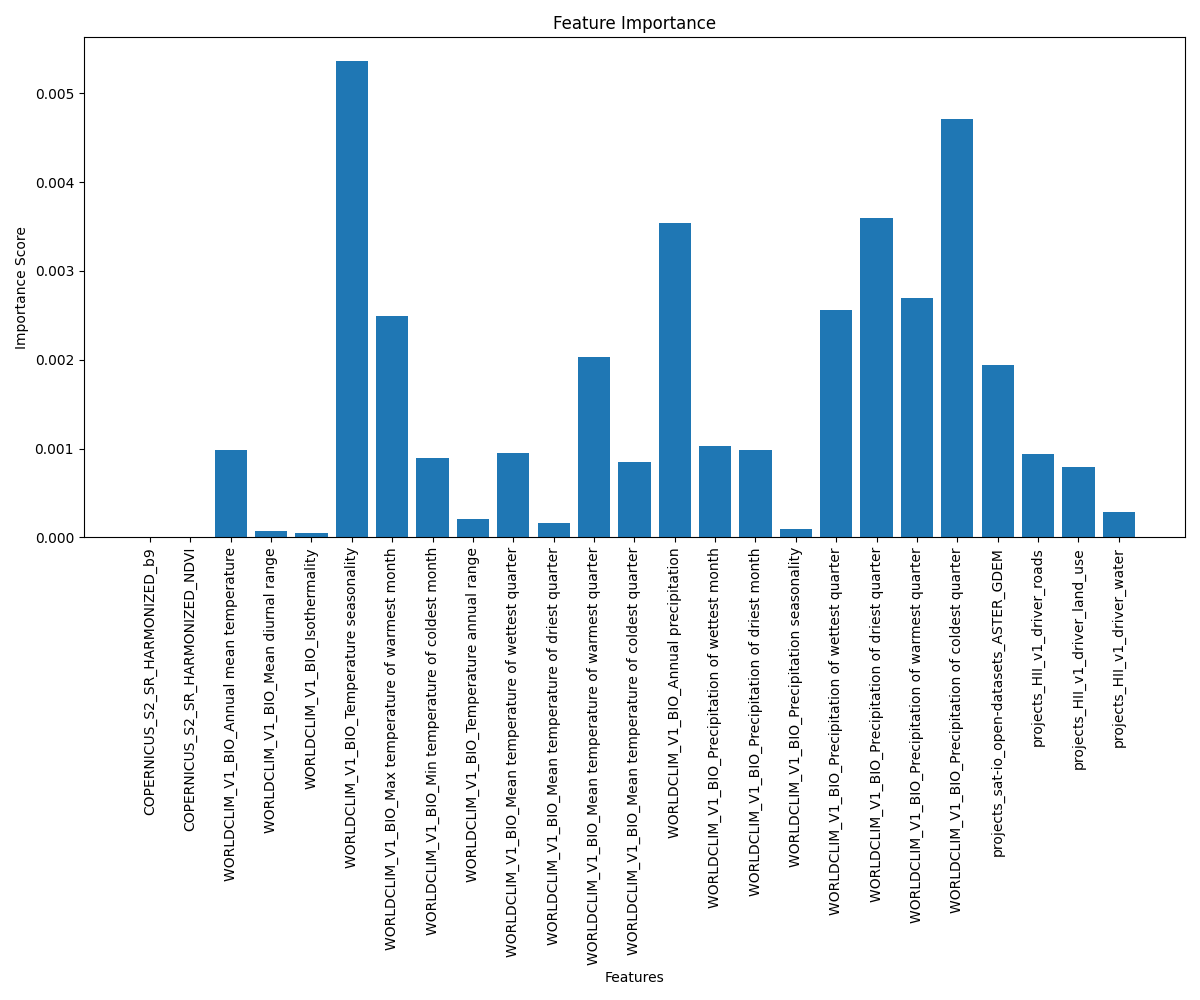 Feature Importance
Importance Score
0.005
0.004
0.003
0.002
0.001
0.000
COPERNICUS_S2_SR_HARMONIZED_b9
COPERNICUS_S2_SR_HARMONIZED_NDVI
WORLDCLIM_V1_BIO_Annual mean temperature
WORLDCLIM_V1_BIO_Mean diurnal range
WORLDCLIM_V1_BIO_Isothermality
WORLDCLIM_V1_BIO_Temperature seasonality
WORLDCLIM_V1_BIO_Max temperature of warmest month
WORLDCLIM_V1_BIO_Min temperature of coldest month
WORLDCLIM_V1_BIO_Temperature annual range
WORLDCLIM_V1_BIO_Mean temperature of wettest quarter
WORLDCLIM_V1_BIO_Mean temperature of driest quarter
WORLDCLIM_V1_BIO_Mean temperature of warmest quarter
WORLDCLIM_V1_BIO_Mean temperature of coldest quarter
WORLDCLIM_V1_BIO_Annual precipitation
WORLDCLIM_V1_BIO_Precipitation of wettest month
WORLDCLIM_V1_BIO_Precipitation of driest month
WORLDCLIM_V1_BIO_Precipitation seasonality
WORLDCLIM_V1_BIO_Precipitation of wettest quarter
WORLDCLIM_V1_BIO_Precipitation of driest quarter
WORLDCLIM_V1_BIO_Precipitation of warmest quarter
WORLDCLIM_V1_BIO_Precipitation of coldest quarter
projects_sat-io_open-datasets_ASTER_GDEM
projects_HII_v1_driver_roads
projects_HII_v1_driver_land_use
projects_HII_v1_driver_water
Features